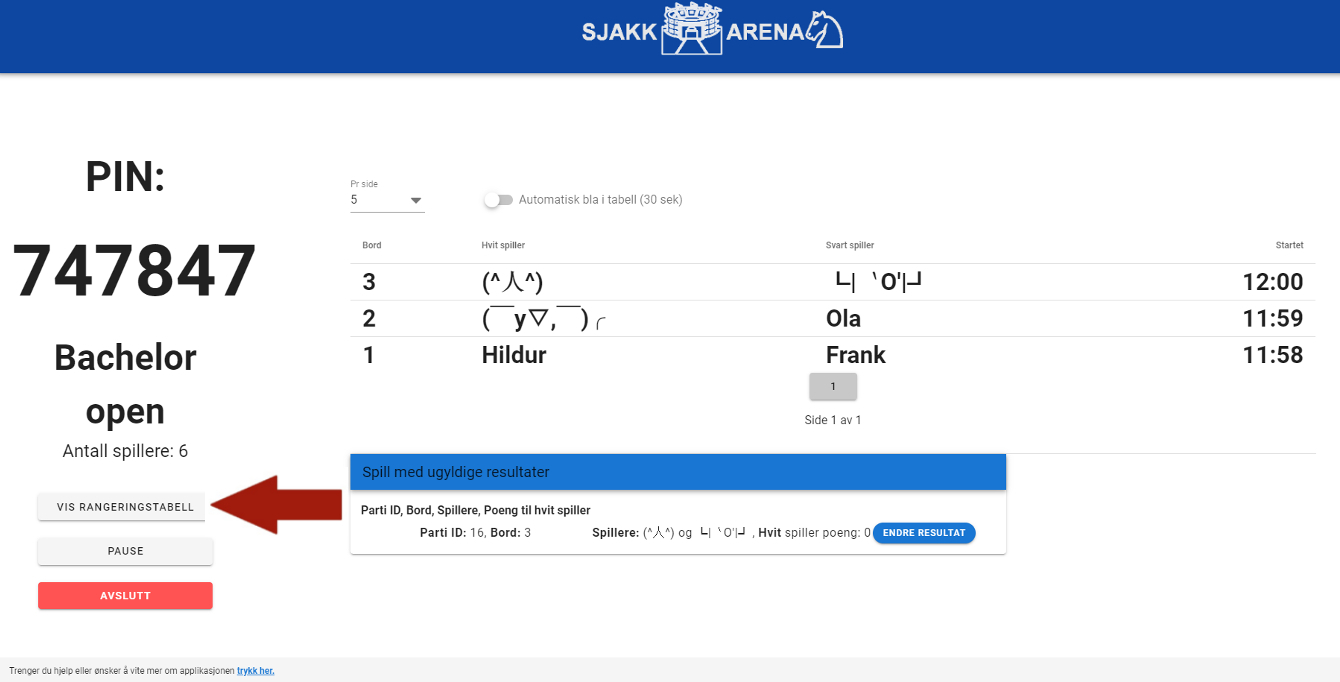 SJAKK ARENA
PIN:
747847
Bachelor
open
Antall spillere: 6
VIS RANGERINGSTABELL
PAUSE
AVSLUTT
Pr side
5
Automatisk bla i tabell (30 sek)
Bord Hvit spiller Svart spiller Startet
3 (^人^) ┗| ｀O'|┛ 12:00
2 (￣y▽,￣)╭ Ola 11:59
1 Hildur Frank 11:58
1
Side 1 av 1
Spill med ugyldige resultater
Parti ID, Bord, Spillere, Poeng til hvit spiller
Parti ID: 16, Bord: 3 Spillere: (^人^) og ┗| ｀O'|┛ , Hvit spiller poeng: 0 ENDRE RESULTAT
Trenger du hjelp eller ønsker å vite mer om applikasjonen trykk her.